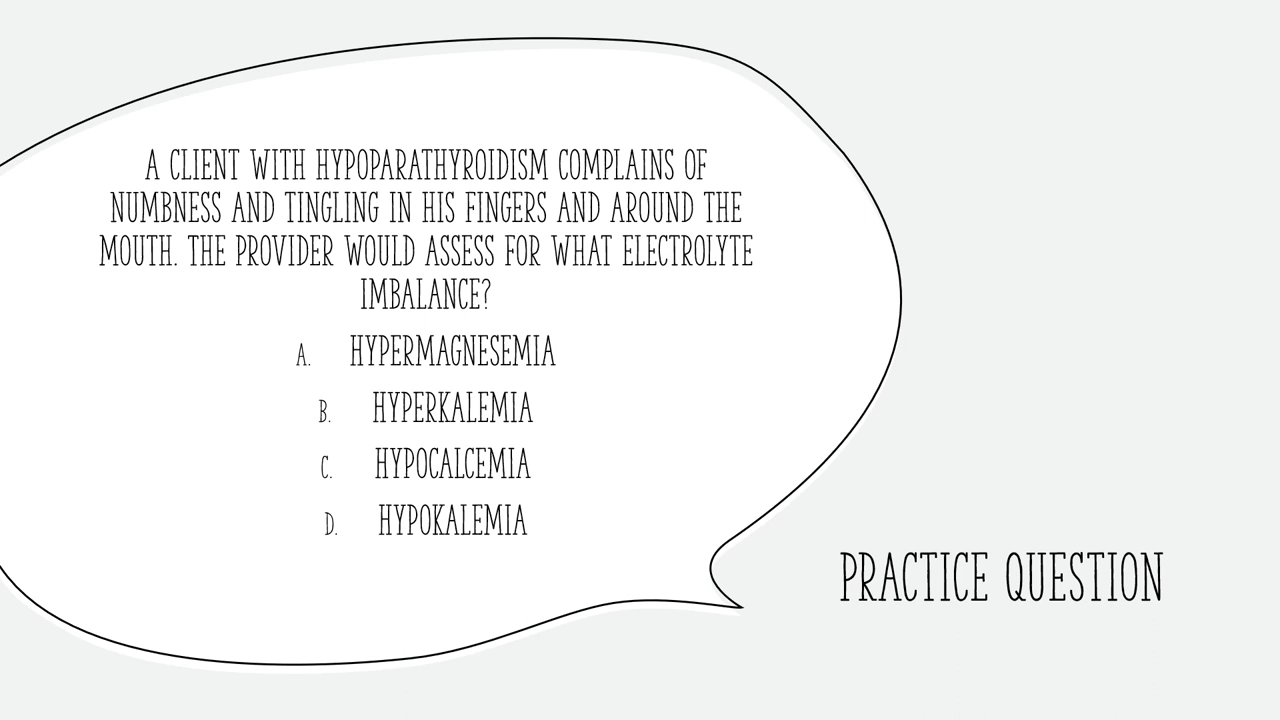 A CLIENT WITH HYPOPARATHYROIDISM COMPLAINS OF
NUMBNESS AND TINGLING IN HIS FINGERS AND AROUND THE
MOUTH. THE PROVIDER WOULD ASSESS FOR WHAT ELECTROLYTE
IMBALANCE?
A. HYPERMAGNESEMIA
B. HYPERKALEMIA
C. HYPOCALCEMIA
D. HYPOKALEMIA
PRACTICE QUESTION